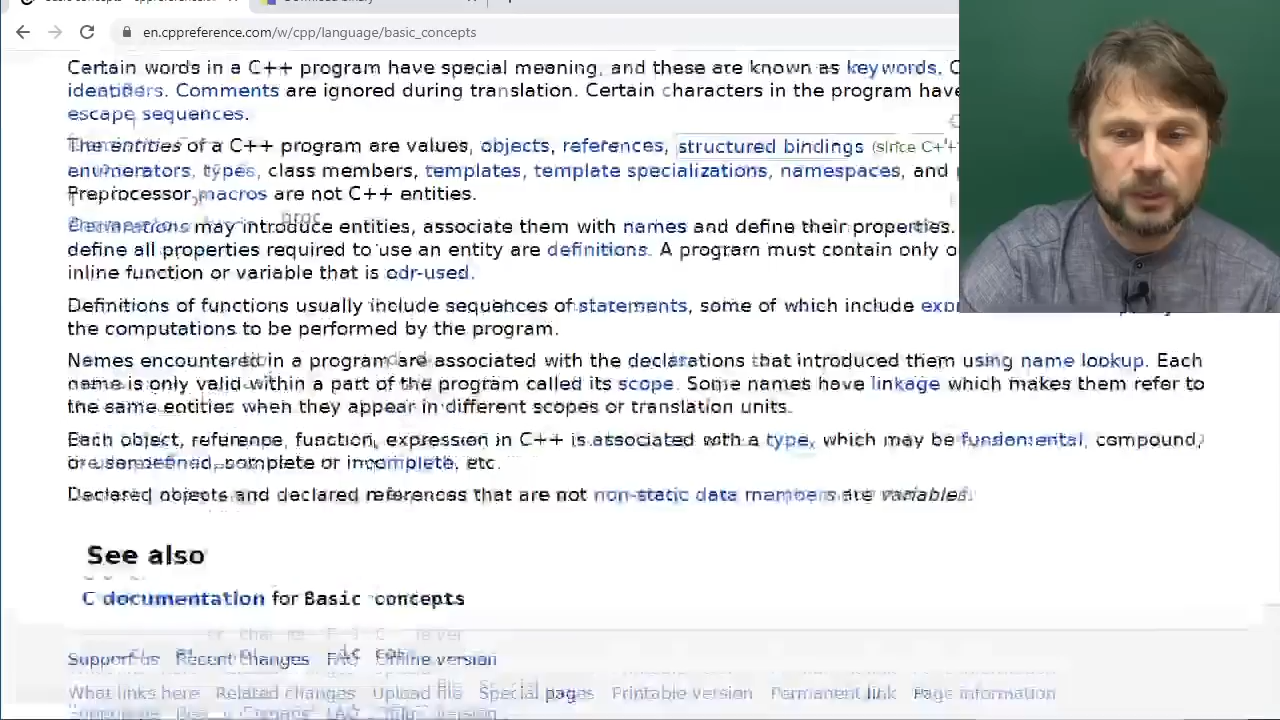 en.cppreference.com/w/cpp/language/basic_concepts
Certain words in a C++ program have special meaning, and these are known as keywords.
identifiers. Comments are ignored during translation. Certain characters in the program have
escape sequences.
The entities of a C++ program are values, objects, references, structured bindings (since C++
enumerators, types, class members, templates, template specializations, namespaces, and
Preprocessor macros are not C++ entities.
Declarations may introduce entities, associate them with names and define their properties.
define all properties required to use an entity are definitions. A program must contain only
inline function or variable that is odr-used.
Definitions of functions usually include sequences of statements, some of which include
the computations to be performed by the program.
Names encountered in a program are associated with the declarations that introduced them using name lookup. Each
name is only valid within a part of the program called its scope. Some names have linkage which makes them refer to
the same entities when they appear in different scopes or translation units.
Each object, reference, function, expression in C++ is associated with a type, which may be fundamental, compound,
or user-defined, complete or incomplete, etc.
Declared objects and declared references that are not non-static data members are variables.
See also
C documentation for Basic concepts
Support us Recent changes FAQ Offline version
What links here Related changes Upload file Special pages Printable version Permanent link Page information